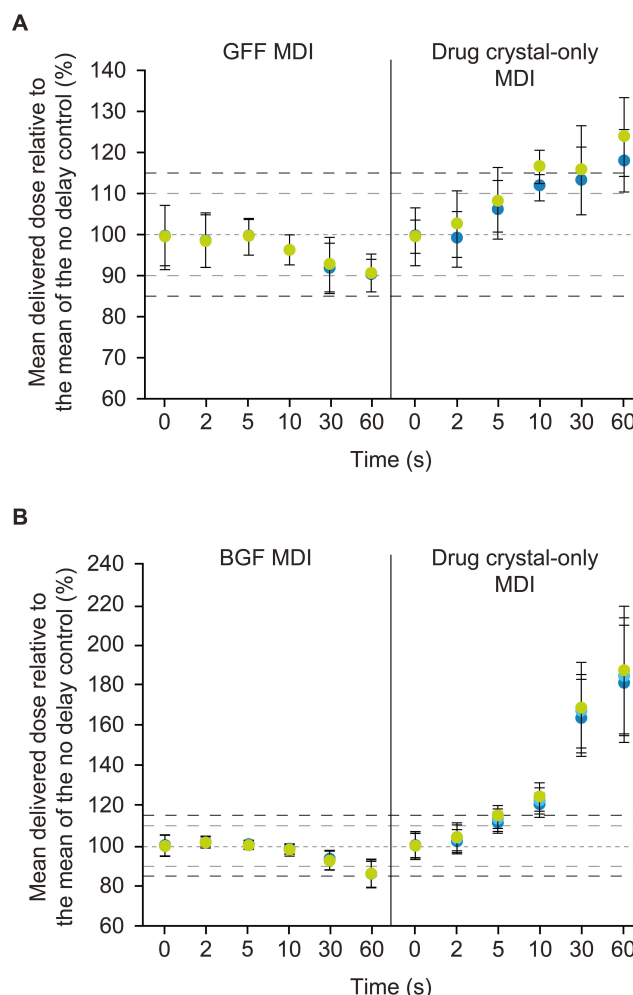 A
GFF MDI
Drug crystal-only
MDI
Mean delivered dose relative to
the mean of the no delay control (%)
140
130
120
110
100
90
80
70
60
0 2 5 10 30 60 0 2 5 10 30 60
Time (s) Time (s)
B
BGF MDI
Drug crystal-only
MDI
Mean delivered dose relative to
the mean of the no delay control (%)
240
220
200
180
160
140
120
100
80
60
0 2 5 10 30 60 0 2 5 10 30 60
Time (s) Time (s)